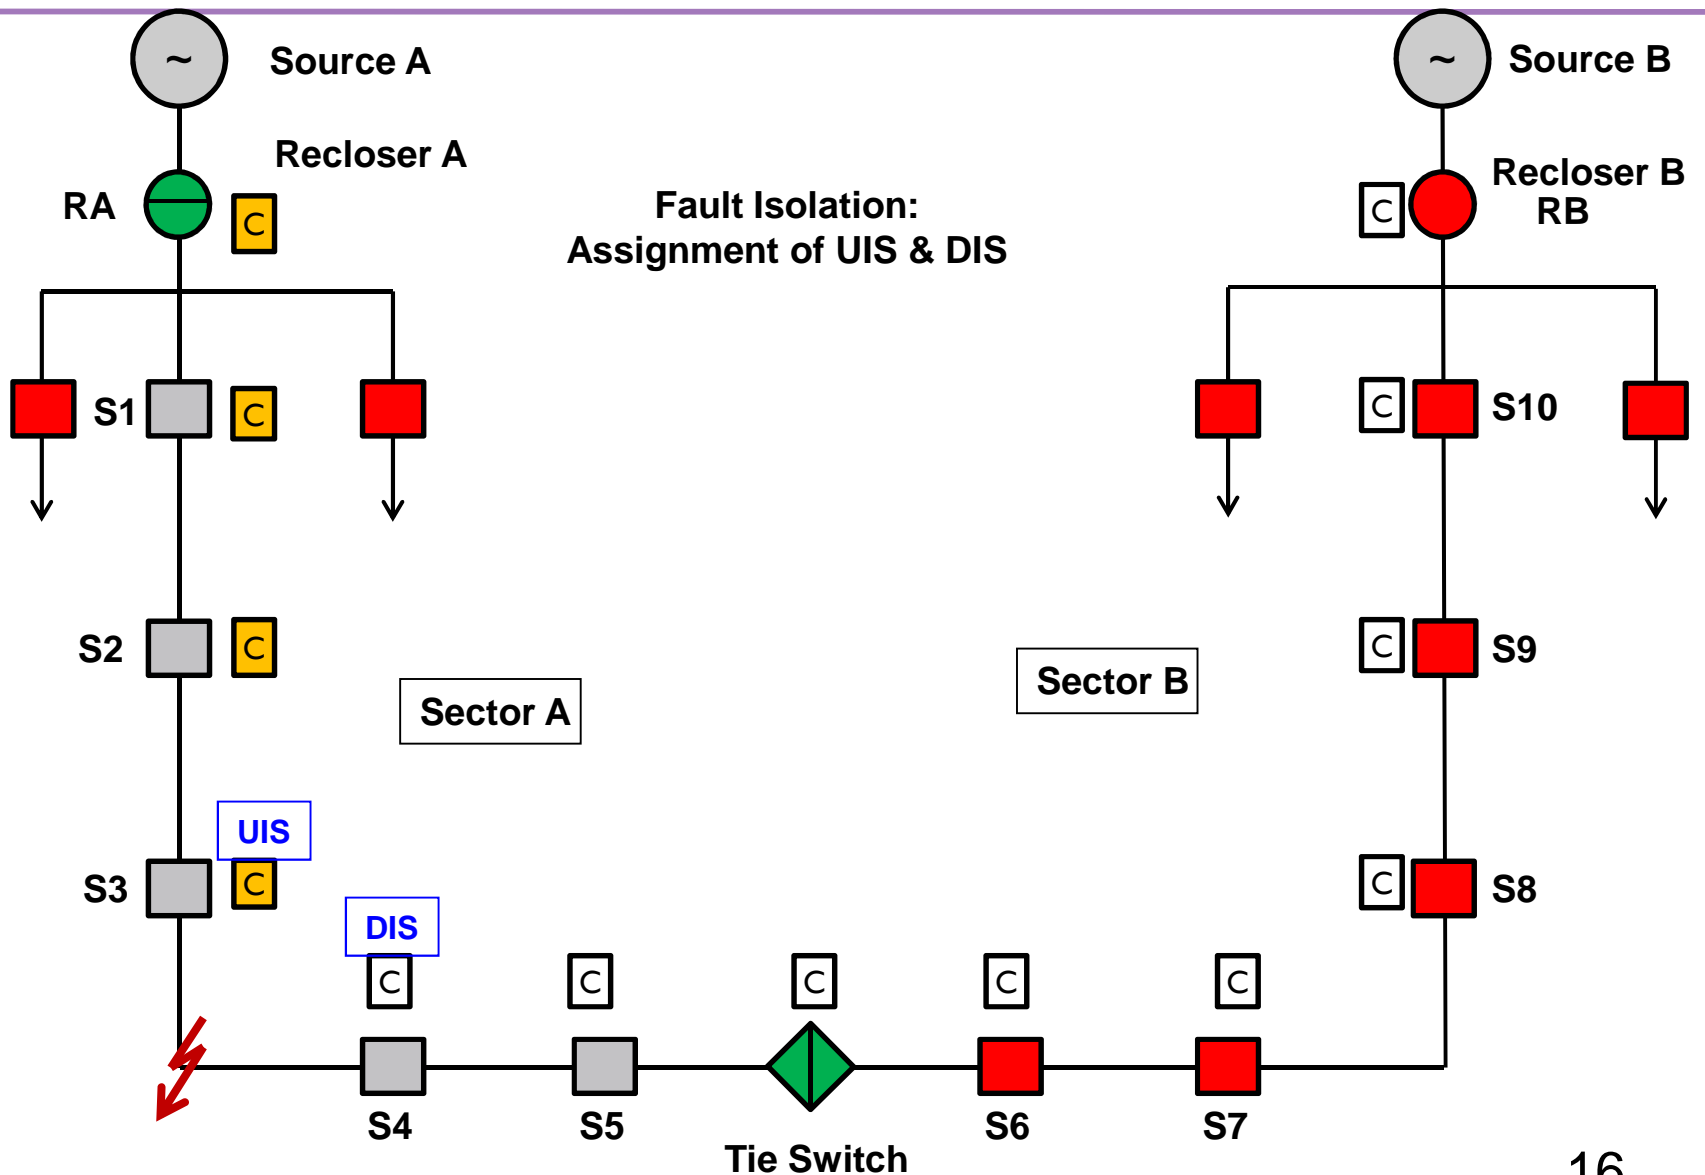 ~
Source A
~
Source B
Recloser A
Recloser B
RB
RA
C
C
Fault Isolation:
Assignment of UIS & DIS
S1
C
C
S10
S2
C
C
S9
Sector A
Sector B
UIS
S3
C
C
S8
DIS
C
C
C
C
C
S4
S5
S6
S7
Tie Switch
16